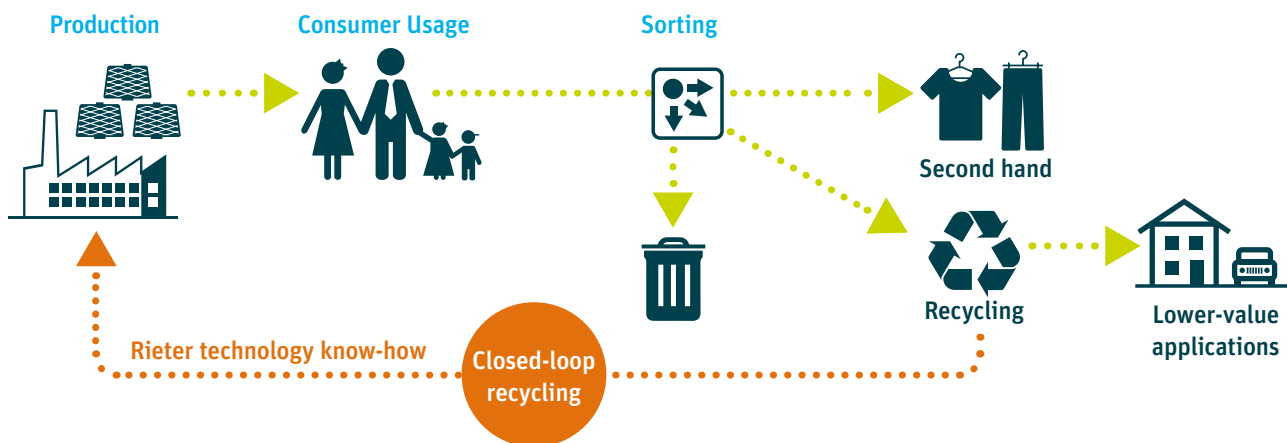 Production
Consumer Usage
Sorting
Second hand
Recycling
Lower-value
applications
Rieter technology know-how
Closed-loop
recycling